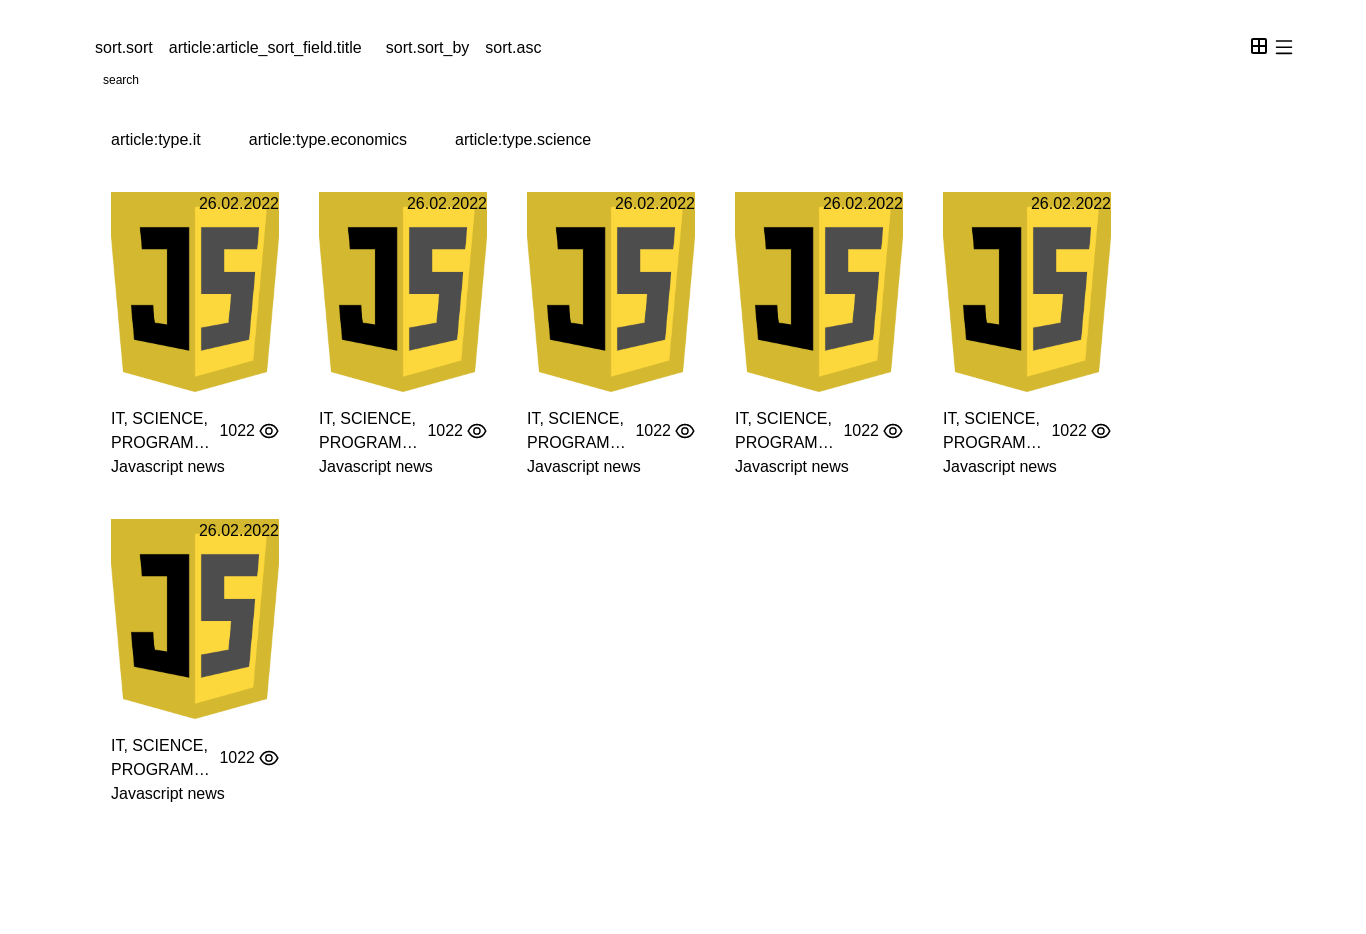 sort.sort article:article_sort_field.title sort.sort_by sort.asc
search
article:type.it article:type.economics article:type.science
26.02.2022 26.02.2022 26.02.2022 26.02.2022 26.02.2022
JS JS JS JS JS
IT, SCIENCE, PROGRAM… 1022 IT, SCIENCE, PROGRAM… 1022 IT, SCIENCE, PROGRAM… 1022 IT, SCIENCE, PROGRAM… 1022 IT, SCIENCE, PROGRAM… 1022
Javascript news Javascript news Javascript news Javascript news Javascript news
26.02.2022
JS
IT, SCIENCE,
PROGRAM… 1022
Javascript news